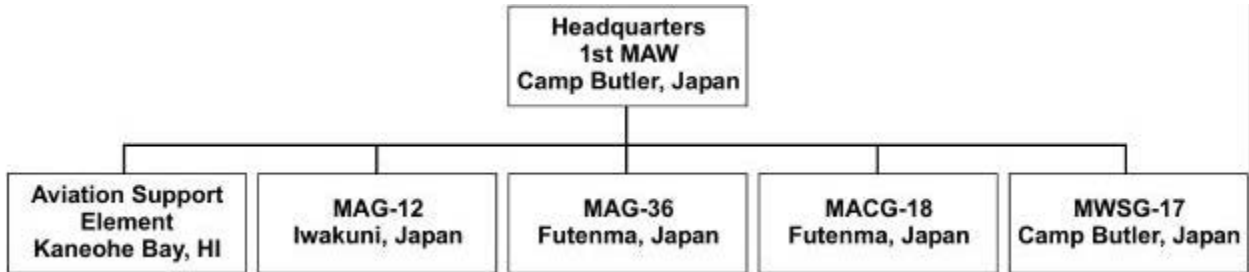 Headquarters
1st MAW
Camp Butler, Japan
Aviation Support
Element
Kaneohe Bay, HI
MAG-12
Iwakuni, Japan
MAG-36
Futenma, Japan
MACG-18
Futenma, Japan
MWSG-17
Camp Butler, Japan